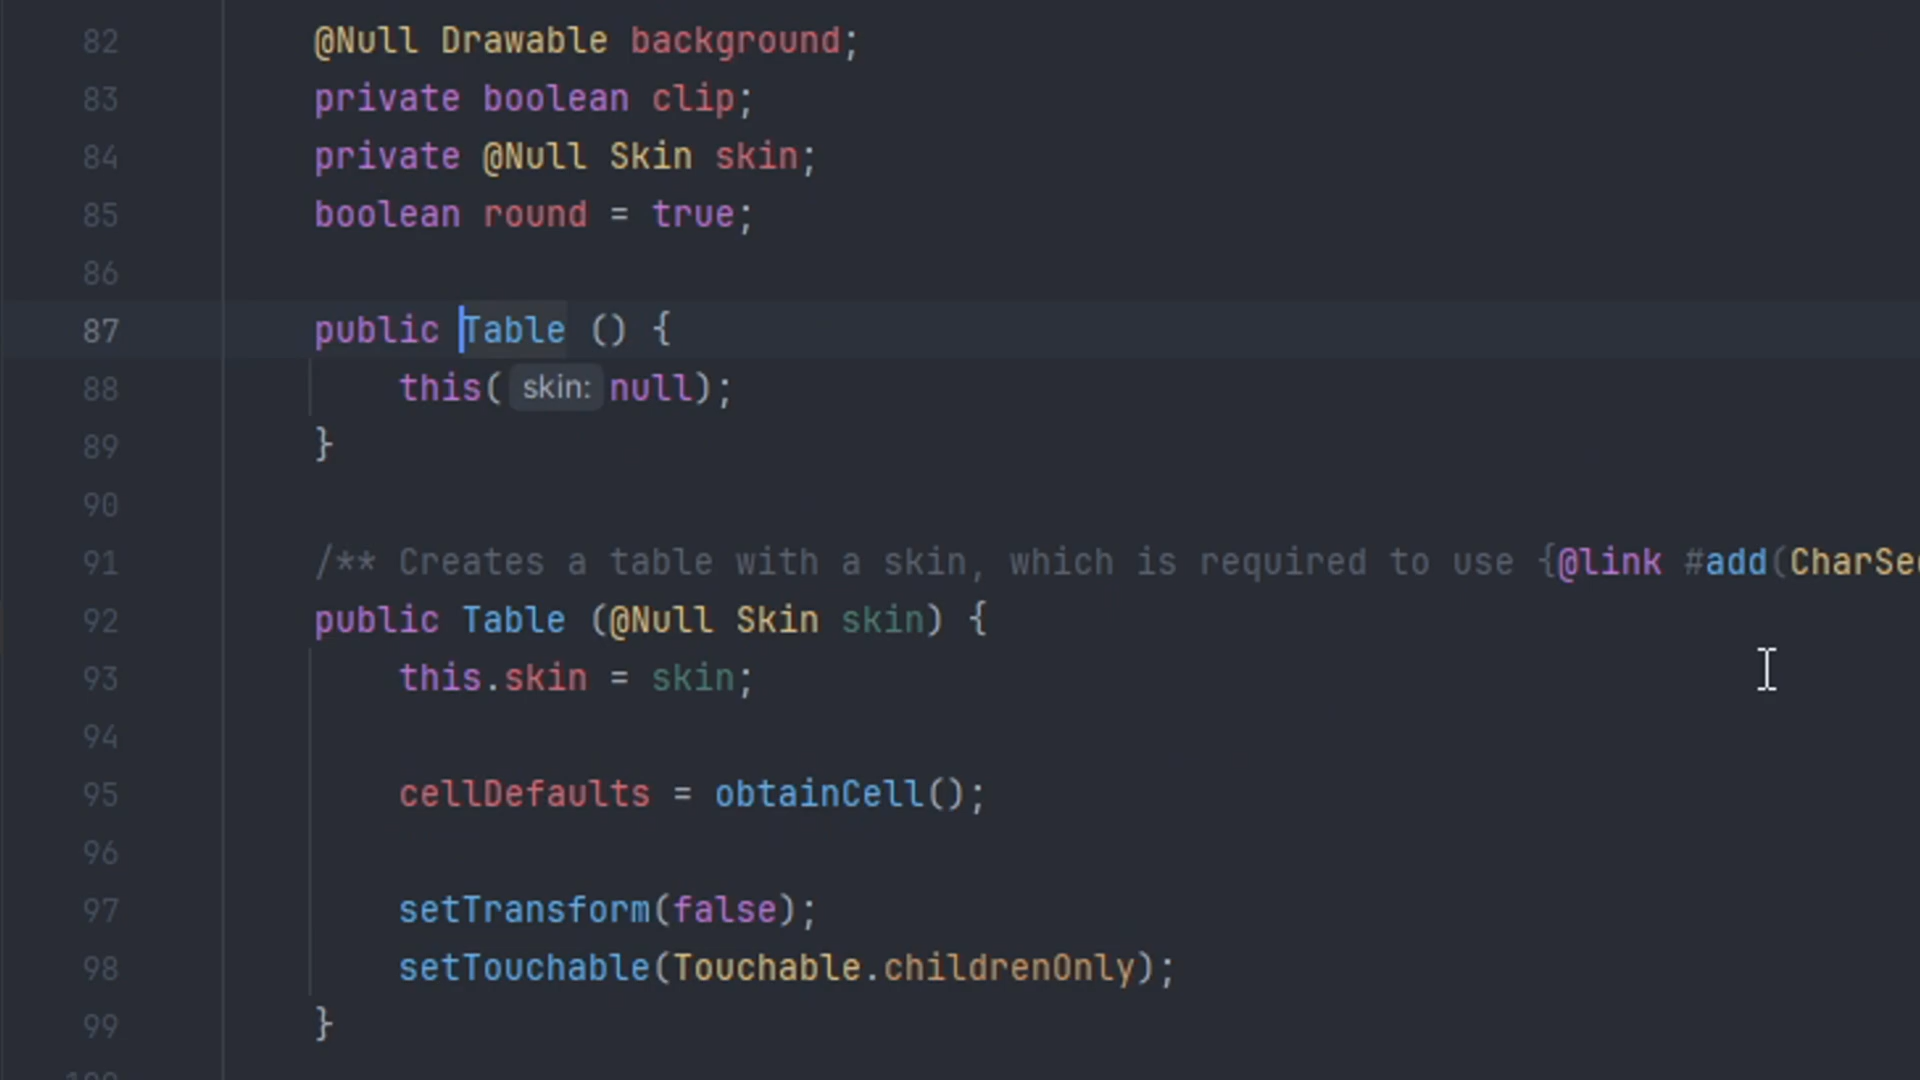 82 @Null Drawable background;
83 private boolean clip;
84 private @Null Skin skin;
85 boolean round = true;
86
87 public Table () {
88 this( skin: null);
89 }
90
91 /** Creates a table with a skin, which is required to use {@link #add(CharSe
92 public Table (@Null Skin skin) {
93 this.skin = skin;
94
95 cellDefaults = obtainCell();
96
97 setTransform(false);
98 setTouchable(Touchable.childrenOnly);
99 }